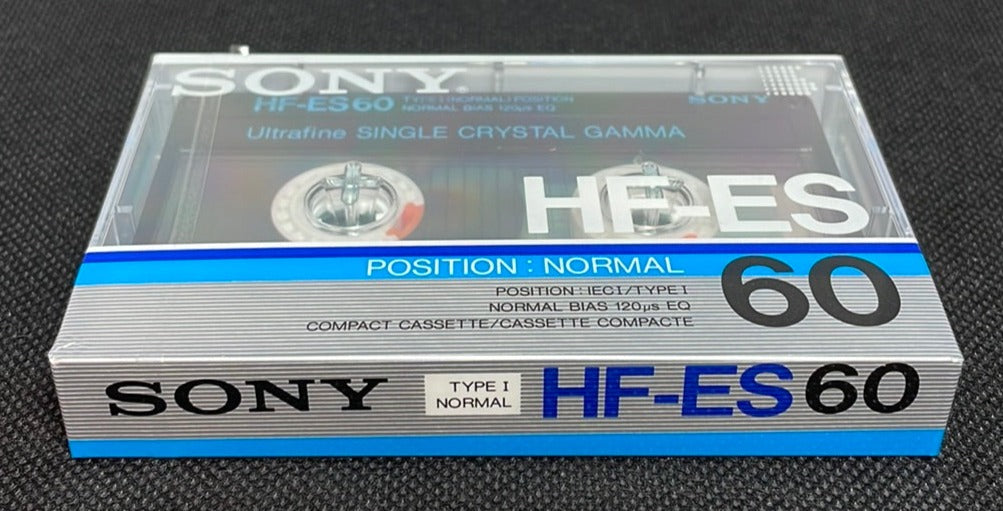 SONY®
HF-ES60 TYPE I (NORMAL) POSITION
NORMAL BIAS 120μs EQ
SONY
Ultrafine SINGLE CRYSTAL GAMMA
HF-ES
60
POSITION : NORMAL
POSITION : IEC I/TYPE I
NORMAL BIAS 120μs EQ
COMPACT CASSETTE/CASSETTE COMPACTE
SONY
TYPE I
NORMAL
HF-ES60